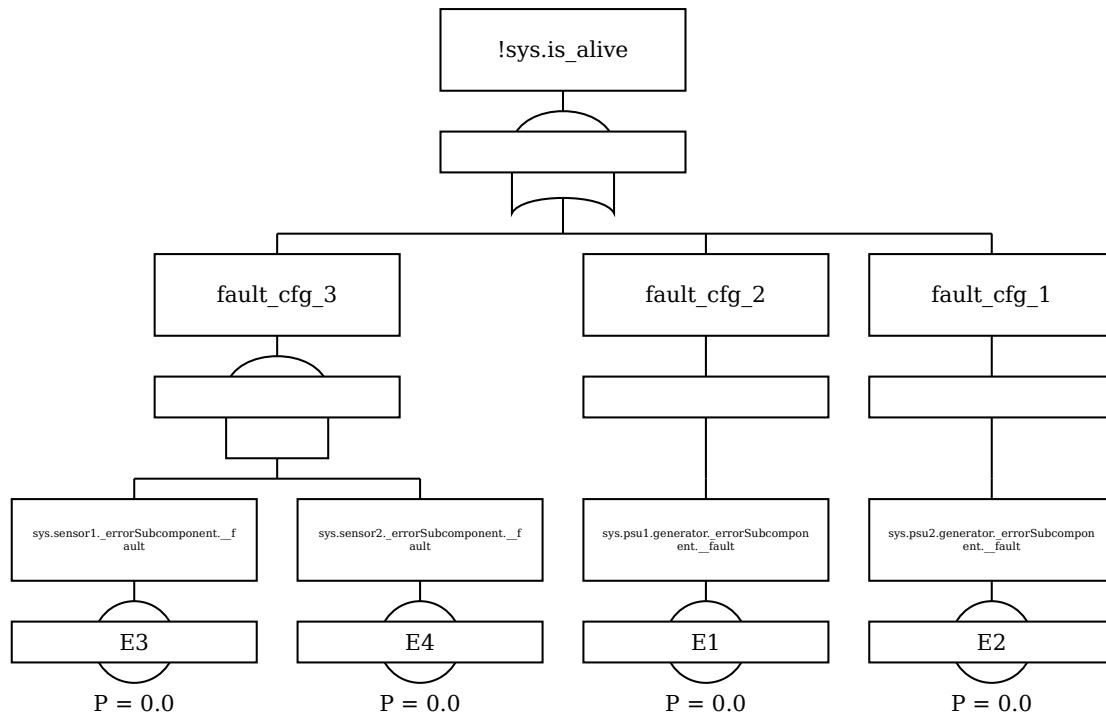 !sys.is_alive
fault_cfg_3
fault_cfg_2
fault_cfg_1
sys.sensor1._errorSubcomponent.__f
ault
sys.sensor2._errorSubcomponent.__f
ault
sys.psu1.generator._errorSubcompon
ent.__fault
sys.psu2.generator._errorSubcompon
ent.__fault
E3
E4
E1
E2
P = 0.0
P = 0.0
P = 0.0
P = 0.0